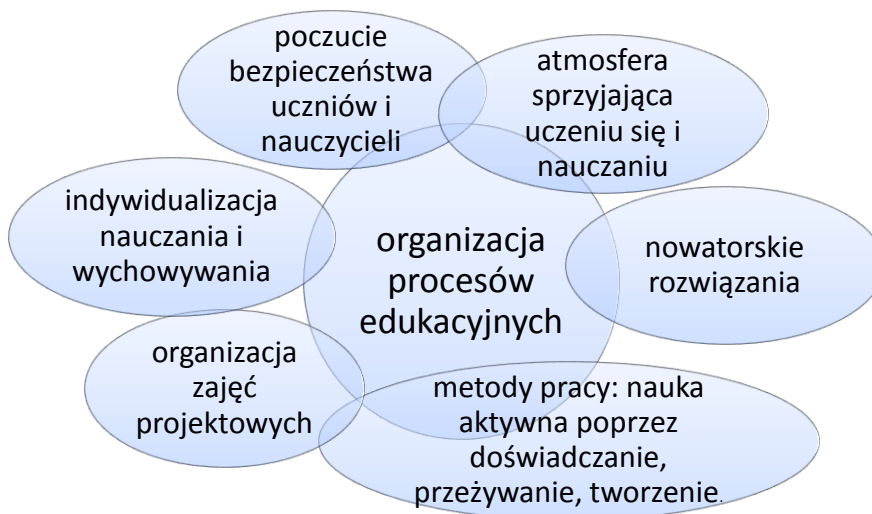 poczucie
bezpieczeństwa
uczniów i
nauczycieli
atmosfera
sprzyjająca
uczeniu się i
nauczaniu
indywidualizacja
nauczania i
wychowywania
organizacja
procesów
edukacyjnych
nowatorskie
rozwiązania
organizacja
zajęć
projektowych
metody pracy: nauka
aktywna poprzez
doświadczanie,
przeżywanie, tworzenie.